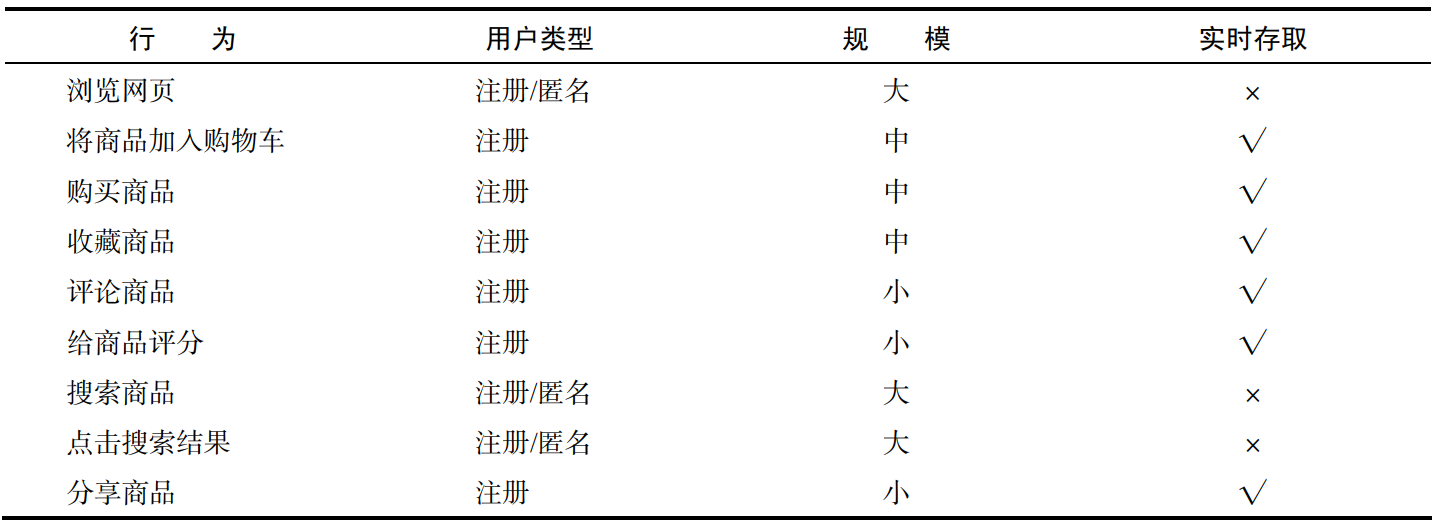 行 为 用户类型 规 模 实时存取
浏览网页 注册/匿名 大 ×
将商品加入购物车 注册 中 √
购买商品 注册 中 √
收藏商品 注册 中 √
评论商品 注册 小 √
给商品评分 注册 小 √
搜索商品 注册/匿名 大 ×
点击搜索结果 注册/匿名 大 ×
分享商品 注册 小 √